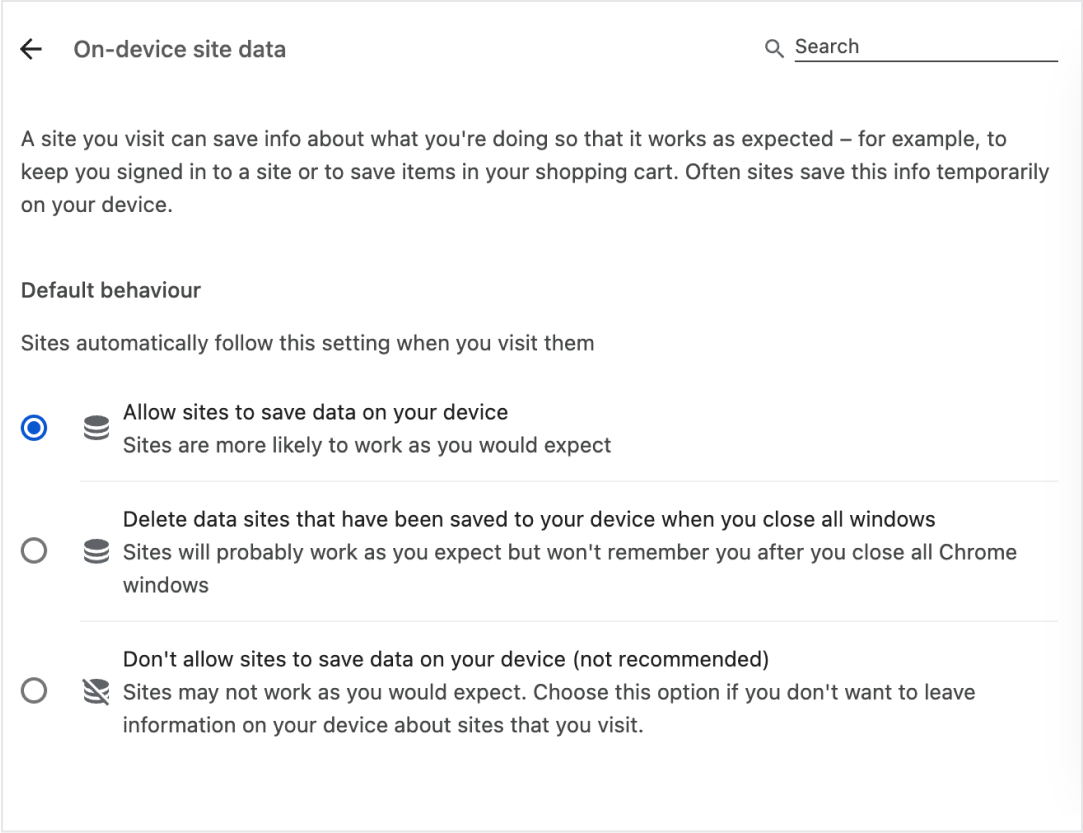 On-device site data
Search
A site you visit can save info about what you're doing so that it works as expected – for example, to
keep you signed in to a site or to save items in your shopping cart. Often sites save this info temporarily
on your device.
Default behaviour
Sites automatically follow this setting when you visit them
Allow sites to save data on your device
Sites are more likely to work as you would expect
Delete data sites that have been saved to your device when you close all windows
Sites will probably work as you expect but won't remember you after you close all Chrome
windows
Don't allow sites to save data on your device (not recommended)
Sites may not work as you would expect. Choose this option if you don't want to leave
information on your device about sites that you visit.